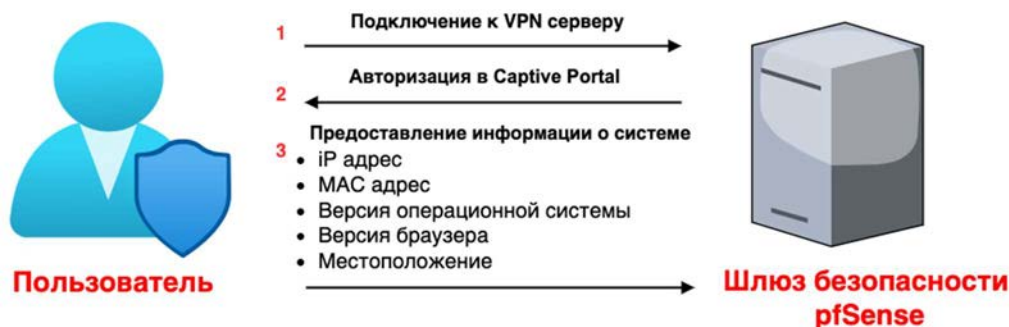 1 Подключение к VPN серверу
Авторизация в Captive Portal
2
Предоставление информации о системе
3
• iP адрес
• MAC адрес
• Версия операционной системы
• Версия браузера
• Местоположение
Пользователь
Шлюз безопасности
pfSense